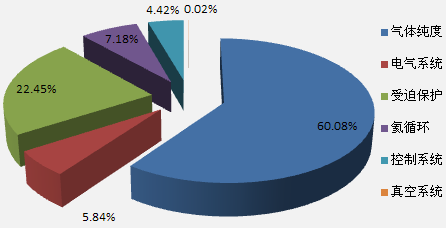 4.42%
0.02%
7.18%
22.45%
60.08%
5.84%
气体纯度
电气系统
受迫保护
氦循环
控制系统
真空系统